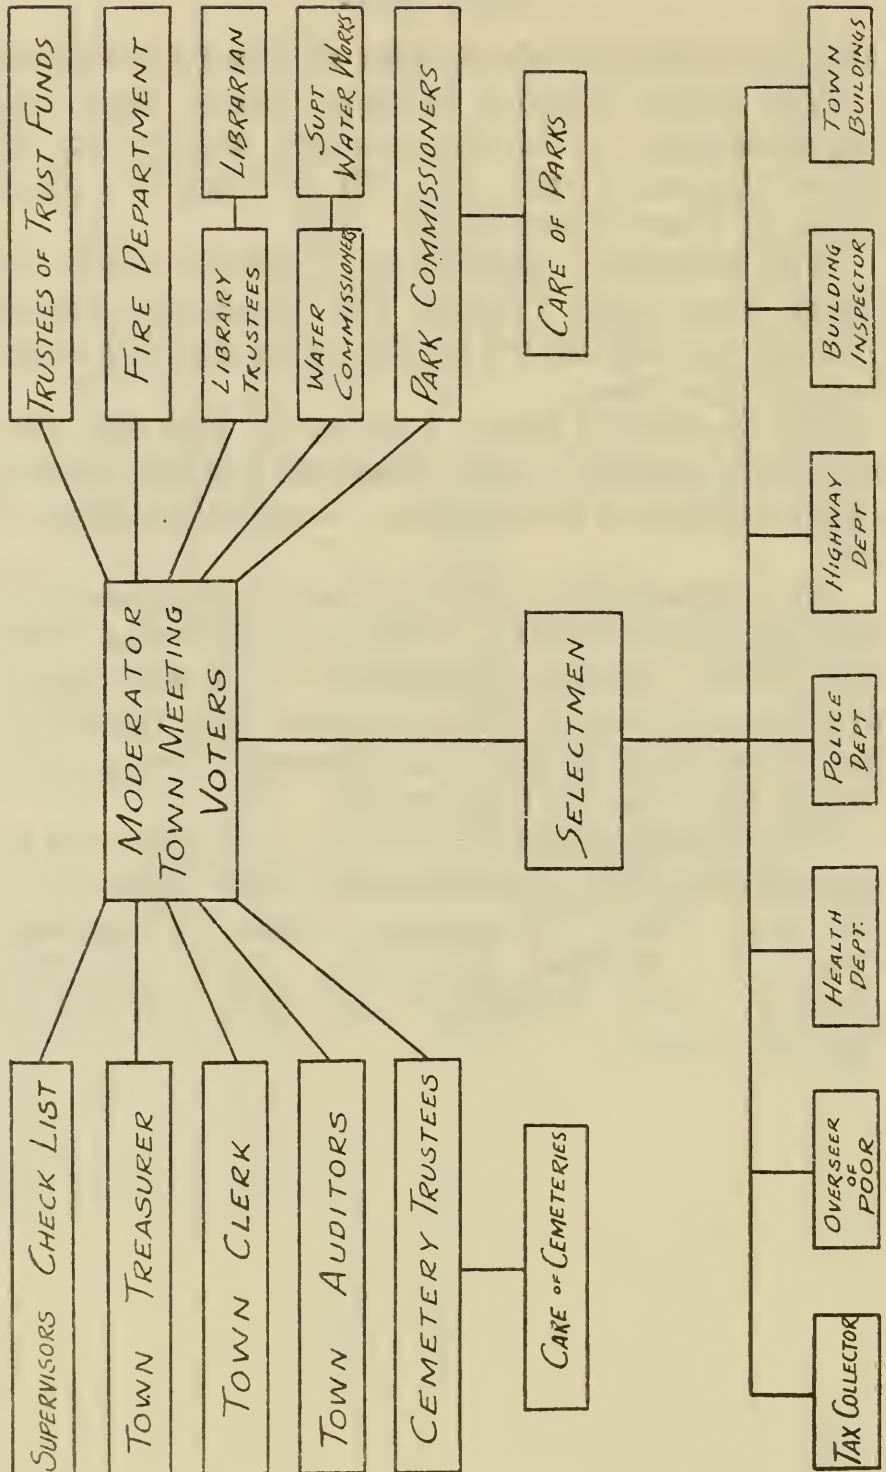 SUPERVISORS CHECK LIST
TOWN TREASURER
TOWN CLERK
TOWN AUDITORS
CEMETERY TRUSTEES
CARE OF CEMETERIES
MODERATOR
TOWN MEETING
VOTERS
TRUSTEES OF TRUST FUNDS
FIRE DEPARTMENT
LIBRARY
TRUSTEES
LIBRARIAN
WATER
COMMISSIONERS
SUPT
WATER WORKS
PARK COMMISSIONERS
CARE OF PARKS
SELECTMEN
TAX COLLECTOR
OVERSEER
OF
POOR
HEALTH
DEPT.
POLICE
DEPT
HIGHWAY
DEPT
BUILDING
INSPECTOR
TOWN
BUILDINGS